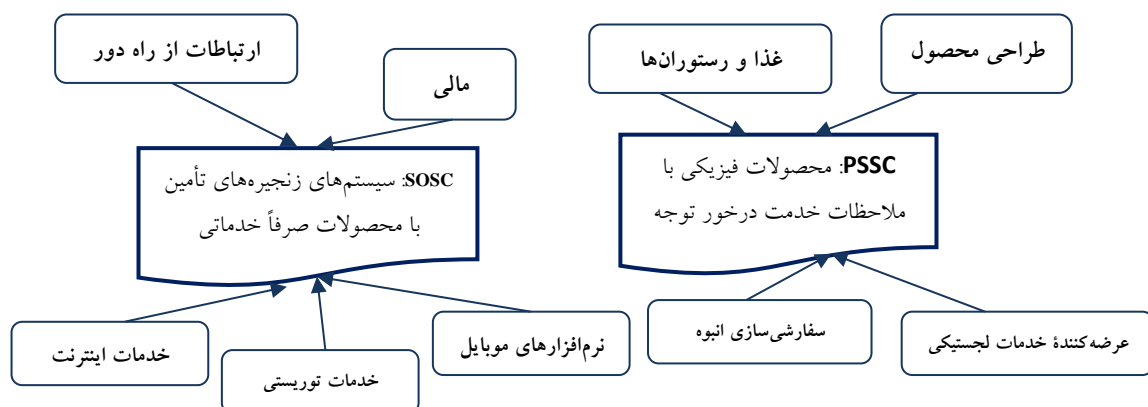 طراحی محصول
غذا و رستوران‌ها
ارتباطات از راه دور
مالی
PSSC: محصولات فیزیکی با
ملاحظات خدمت درخور توجه
SOSC: سیستم‌های زنجیره‌های تأمین
با محصولات صرفاً خدماتی
عرضه‌کنندۀ خدمات لجستیکی
سفارشی‌سازی انبوه
نرم‌افزارهای موبایل
خدمات توریستی
خدمات اینترنت